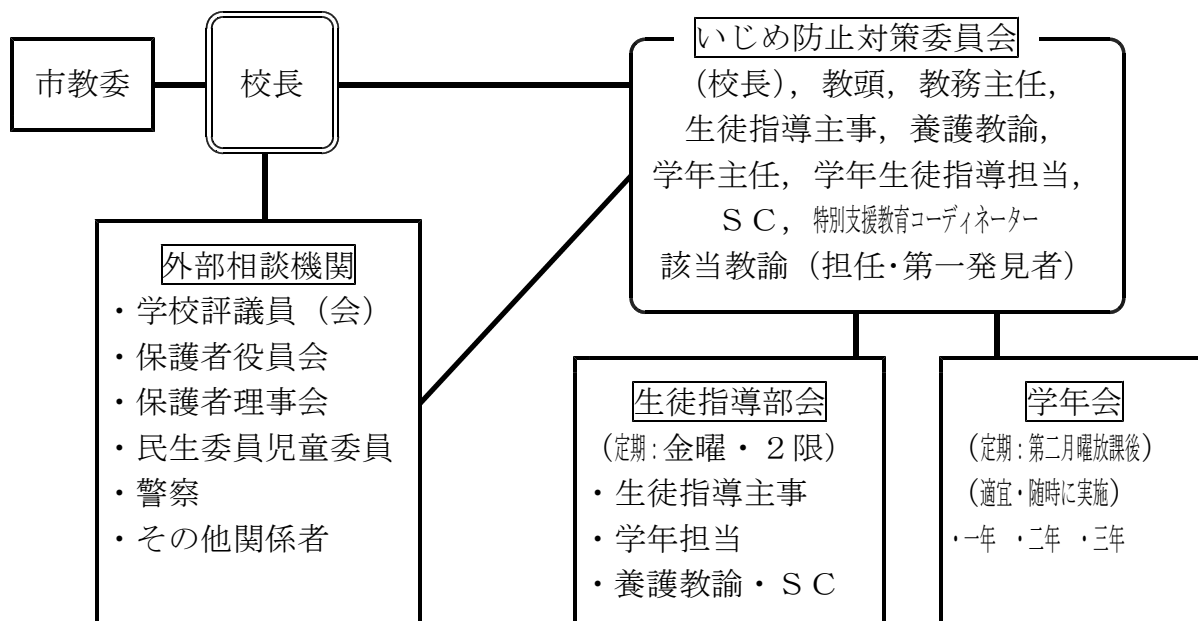 市教委
校長
いじめ防止対策委員会
(校長)，教頭，教務主任，
生徒指導主事，養護教諭，
学年主任，学年生徒指導担当，
ＳＣ，特別支援教育コーディネーター
該当教諭（担任・第一発見者）
外部相談機関
・学校評議員（会）
・保護者役員会
・保護者理事会
・民生委員児童委員
・警察
・その他関係者
生徒指導部会
(定期：金曜・２限)
・生徒指導主事
・学年担当
・養護教諭・ＳＣ
学年会
(定期：第二月曜放課後)
(適宜・随時に実施)
・一年　・二年　・三年